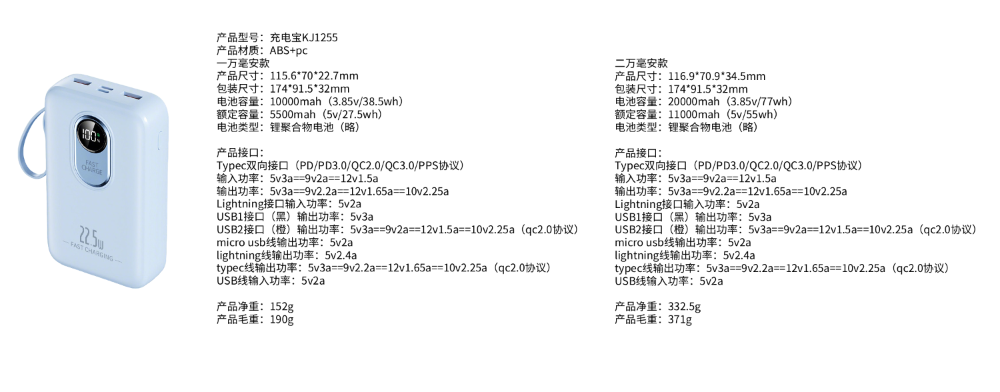 100%
FAST
CHARGE
22.5W
FAST CHARGING
产品型号：充电宝KJ1255
产品材质：ABS+pc
一万毫安款
产品尺寸：115.6*70*22.7mm
包装尺寸：174*91.5*32mm
电池容量：10000mah（3.85v/38.5wh）
额定容量：5500mah（5v/27.5wh）
电池类型：锂聚合物电池（略）
产品接口：
Typec双向接口（PD/PD3.0/QC2.0/QC3.0/PPS协议）
输入功率：5v3a==9v2a==12v1.5a
输出功率：5v3a==9v2.2a==12v1.65a==10v2.25a
Lightning接口输入功率：5v2a
USB1接口（黑）输出功率：5v3a
USB2接口（橙）输出功率：5v3a==9v2a==12v1.5a==10v2.25a（qc2.0协议）
micro usb线输出功率：5v2a
lightning线输出功率：5v2.4a
typec线输出功率：5v3a==9v2.2a==12v1.65a==10v2.25a（qc2.0协议）
USB线输入功率：5v2a
产品净重：152g
产品毛重：190g
二万毫安款
产品尺寸：116.9*70.9*34.5mm
包装尺寸：174*91.5*32mm
电池容量：20000mah（3.85v/77wh）
额定容量：11000mah（5v/55wh）
电池类型：锂聚合物电池（略）
产品接口：
Typec双向接口（PD/PD3.0/QC2.0/QC3.0/PPS协议）
输入功率：5v3a==9v2a==12v1.5a
输出功率：5v3a==9v2.2a==12v1.65a==10v2.25a
Lightning接口输入功率：5v2a
USB1接口（黑）输出功率：5v3a
USB2接口（橙）输出功率：5v3a==9v2a==12v1.5a==10v2.25a（qc2.0协议）
micro usb线输出功率：5v2a
lightning线输出功率：5v2.4a
typec线输出功率：5v3a==9v2.2a==12v1.65a==10v2.25a（qc2.0协议）
USB线输入功率：5v2a
产品净重：332.5g
产品毛重：371g